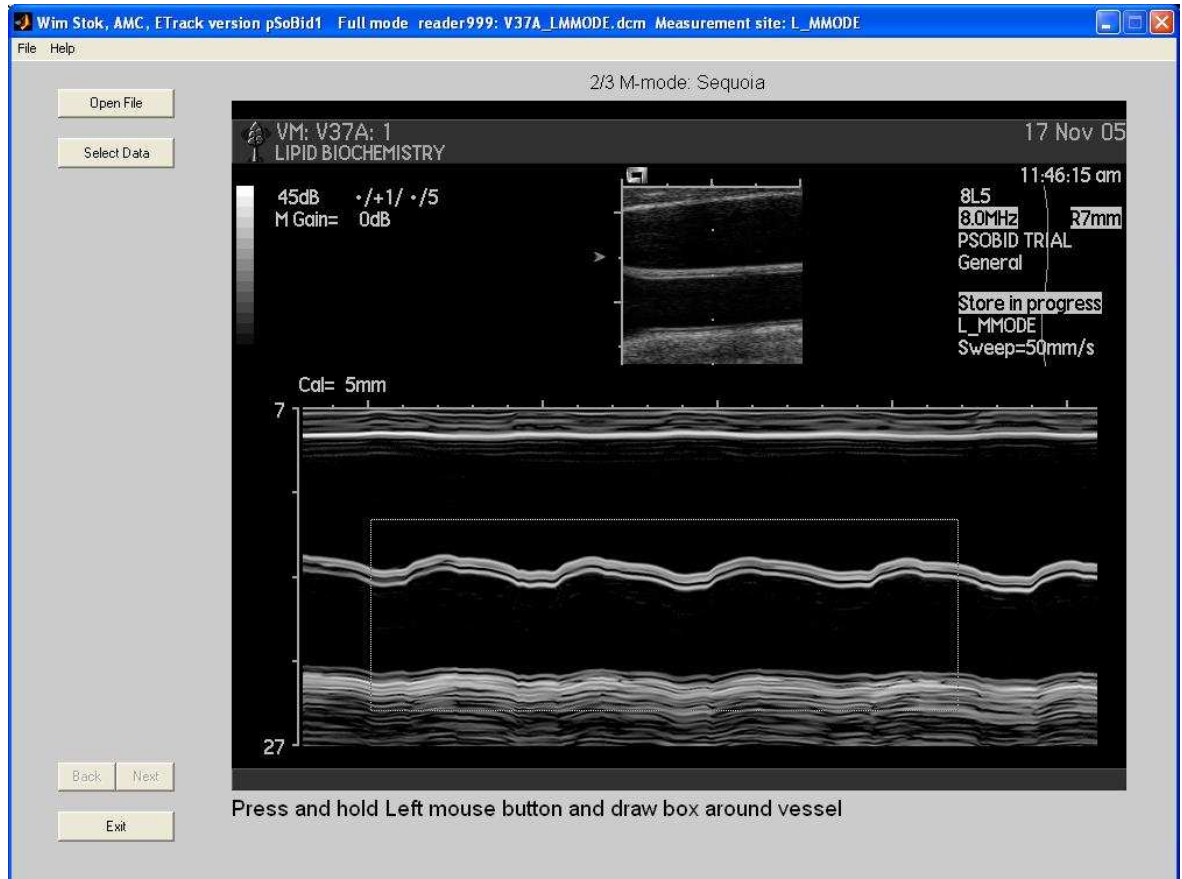 Wim Stok, AMC, ETrack version pSoBid1 Full mode reader999: V37A_LMMODE.dcm Measurement site: L_MMODE
File Help
2/3 M-mode: Sequoia
Open File
Select Data
VM: V37A: 1
LIPID BIOCHEMISTRY
17 Nov 05
11:46:15 am
45dB •/+1/ •/5
M Gain= 0dB
8L5
8.0MHz R7mm
PSOBID TRIAL
General
Store in progress
L_MMODE
Sweep=50mm/s
Cal= 5mm
7
27
Back Next
Exit
Press and hold Left mouse button and draw box around vessel